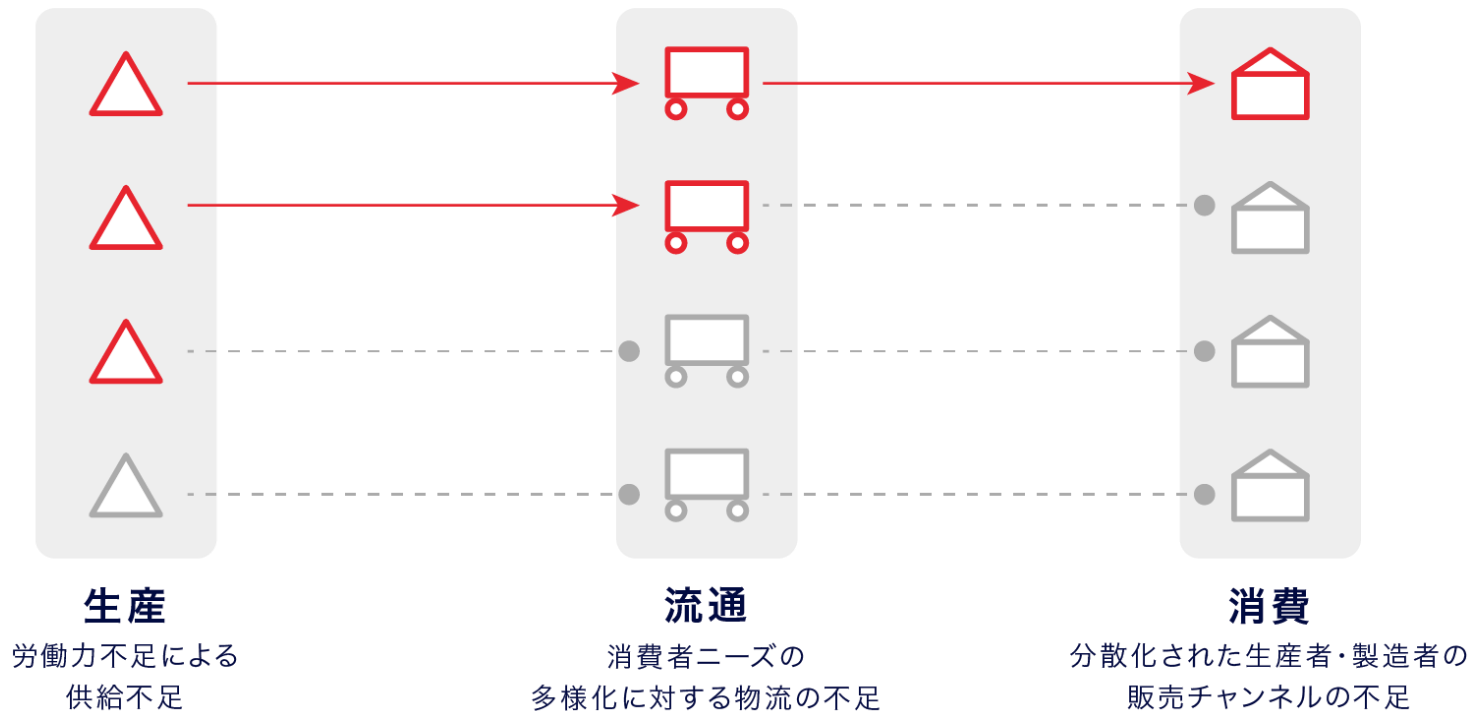 生産
労働力不足による
供給不足
流通
消費者ニーズの
多様化に対する物流の不足
消費
分散化された生産者・製造者の
販売チャンネルの不足